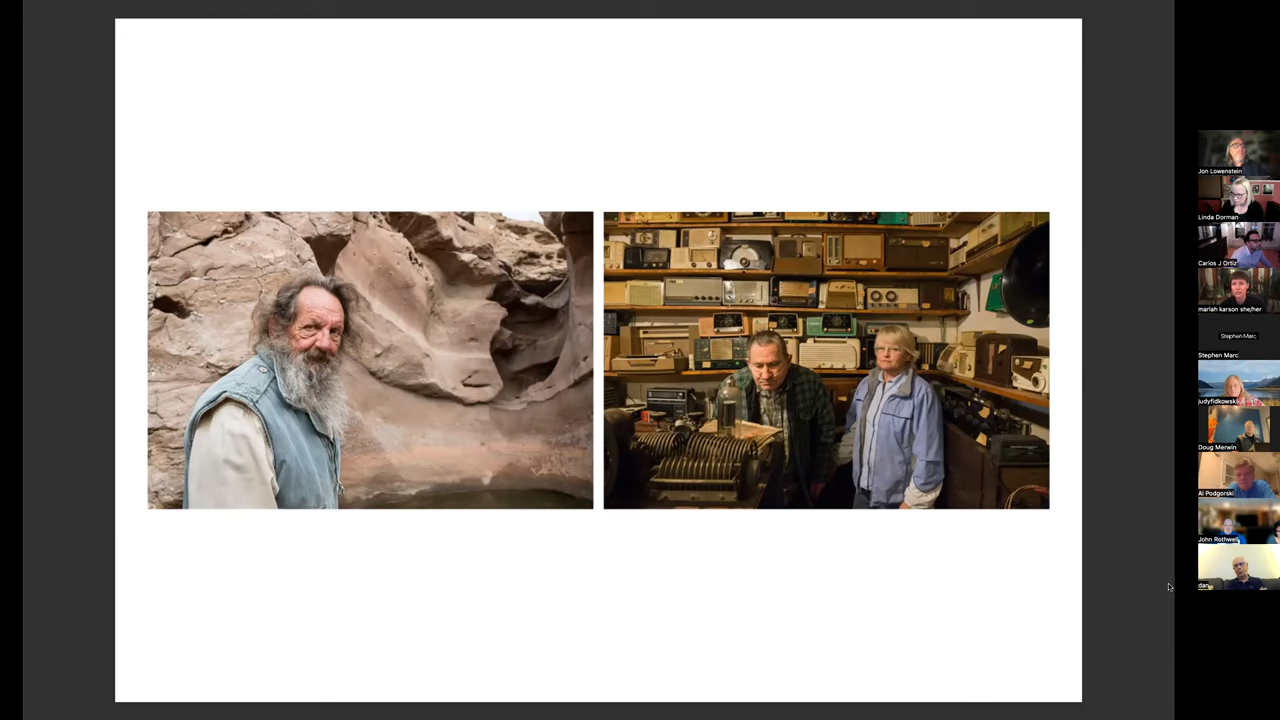 Jon Lowenstein
Linda Dorman
Carlos J Ortiz
mariah karson she/her
Stephen Marc
Stephen Marc
judyfidkowski
Doug Merwin
Al Podgorski
John Rothwell
dan